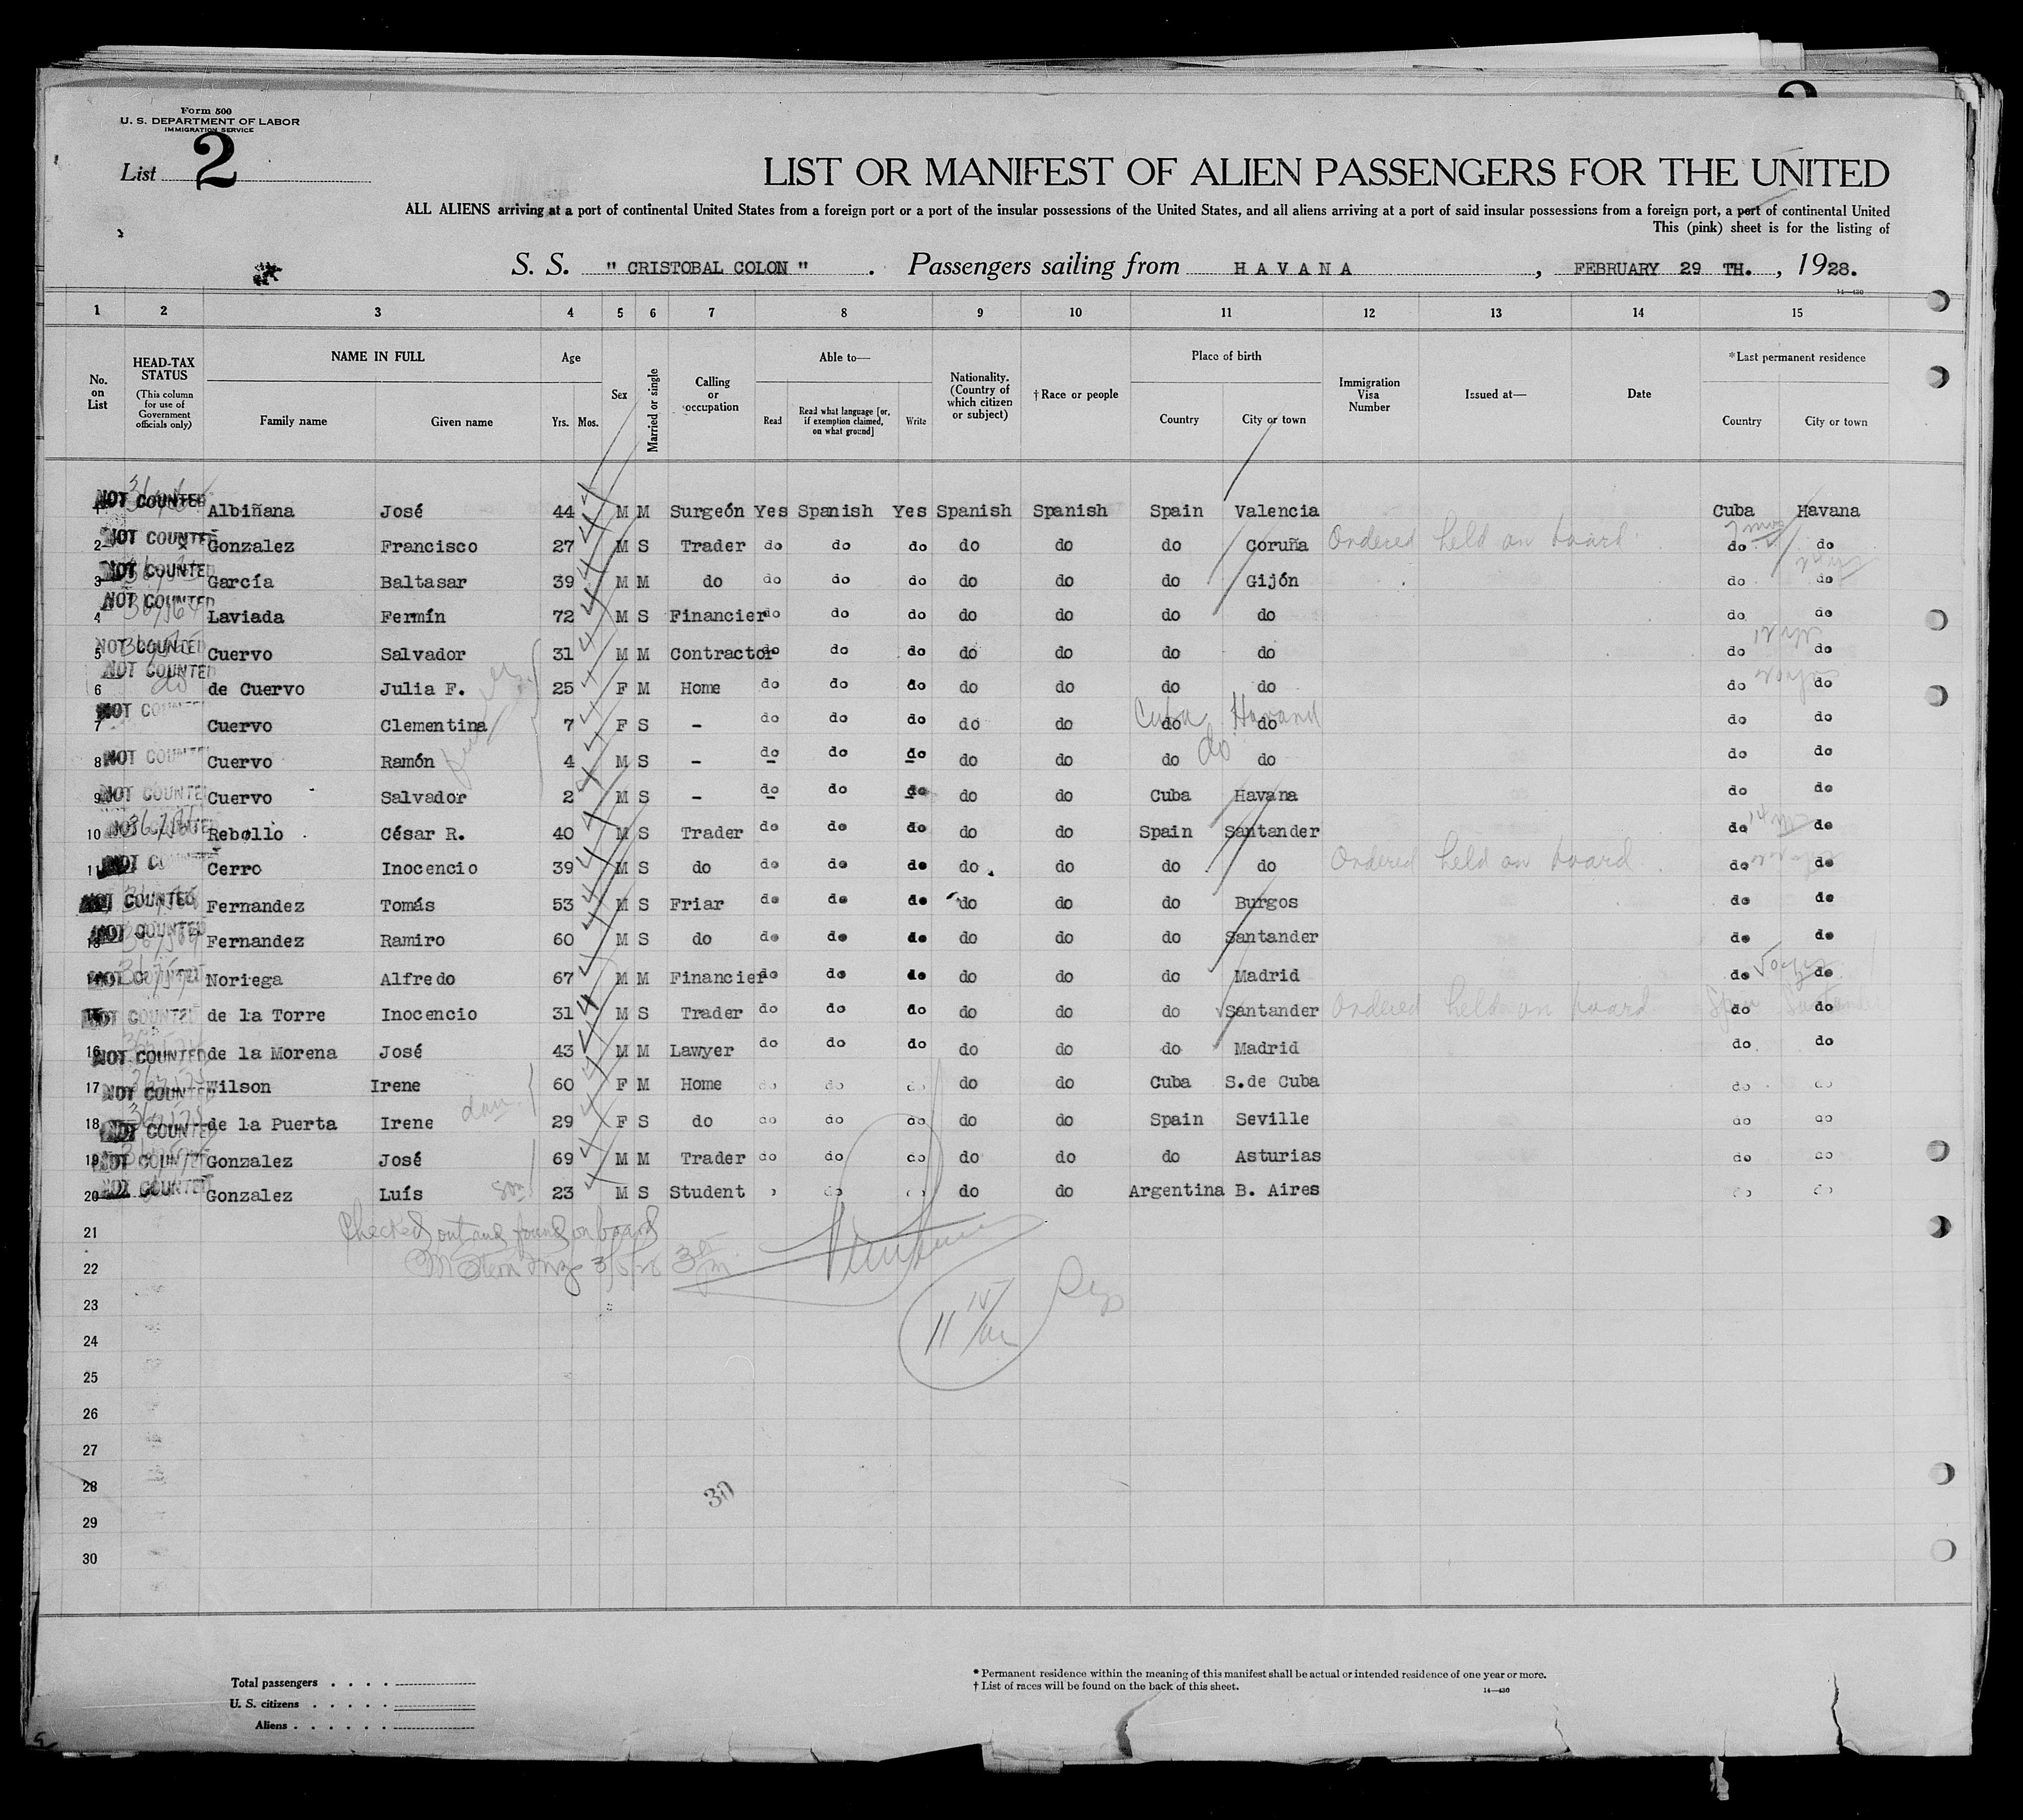 Form 500
U. S. DEPARTMENT OF LABOR
IMMIGRATION SERVICE
List 2
LIST OR MANIFEST OF ALIEN PASSENGERS FOR THE UNITED
ALL ALIENS arriving at a port of continental United States from a foreign port or a port of the insular possessions of the United States, and all aliens arriving at a port of said insular possessions from a foreign port, a port of continental United
This (pink) sheet is for the listing of
S. S. " CRISTOBAL COLON " . Passengers sailing from H A V A N A , FEBRUARY 29 TH. , 1928.
14—430
1 2 3 4 5 6 7 8 9 10 11 12 13 14 15
No. on List HEAD-TAX STATUS (This column for use of Government officials only) NAME IN FULL Family name Given name Age Yrs. Mos. Sex Married or single Calling or occupation Able to— Read Read what language [or, if exemption claimed, on what ground] Write Nationality. (Country of which citizen or subject) † Race or people Place of birth Country City or town Immigration Visa Number Issued at— Date *Last permanent residence Country City or town
1 NOT COUNTED Albiñana José 44 M M Surgeón Yes Spanish Yes Spanish Spanish Spain Valencia Cuba Havana
2 NOT COUNTED Gonzalez Francisco 27 M S Trader do do do do do do Coruña Ordered held on board do do
3 NOT COUNTED García Baltasar 39 M M do do do do do do do Gijón do do
4 NOT COUNTED Laviada Fermín 72 M S Financier do do do do do do do do do
5 NOT COUNTED Cuervo Salvador 31 M M Contractor do do do do do do do do do
6 NOT COUNTED de Cuervo Julia F. 25 F M Home do do do do do do do do do
7 NOT COUNTED Cuervo Clementina 7 F S - do do do do do do Cuba do Havana do do
8 NOT COUNTED Cuervo Ramón 4 M S - do do do do do do do do do do
9 NOT COUNTED Cuervo Salvador 2 M S - do do do do do Cuba Havana do do
10 NOT COUNTED Rebollo César R. 40 M S Trader do do do do do Spain Santander do do
11 NOT COUNTED Cerro Inocencio 39 M S do do do do do do do do Ordered held on board do do
NOT COUNTED Fernandez Tomás 53 M S Friar do do do do do do Burgos do do
13 NOT COUNTED Fernandez Ramiro 60 M S do do do do do do do Santander do do
14 NOT COUNTED Noriega Alfredo 67 M M Financier do do do do do do Madrid do do
15 NOT COUNTED de la Torre Inocencio 31 M S Trader do do do do do do Santander Ordered held on board Spain do Santander do
16 NOT COUNTED de la Morena José 43 M M Lawyer do do do do do do Madrid do do
17 NOT COUNTED Wilson Irene 60 F M Home do do do do do Cuba S.de Cuba do do
18 NOT COUNTED de la Puerta Irene dau. 29 F S do do do do do do Spain Seville do do
19 NOT COUNTED Gonzalez José 69 M M Trader do do do do do do Asturias do do
20 NOT COUNTED Gonzalez Luís son 23 M S Student do do do do Argentina B. Aires do do
21 Checked out and found on board
22
23
24
25
26
27
28
29
30
Total passengers . . . .
U. S. citizens . . . . .
Aliens . . . . . .
* Permanent residence within the meaning of this manifest shall be actual or intended residence of one year or more.
† List of races will be found on the back of this sheet.
14—430